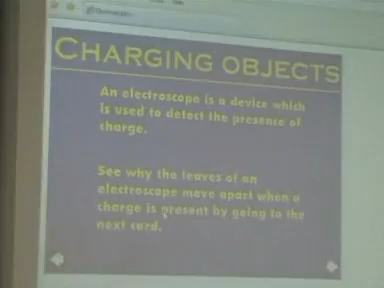 CHARGING OBJECTS
An electroscope is a device which
is used to detect the presence of
charge.
See why the leaves of an
electroscope move apart when a
charge is present by going to the
next card.